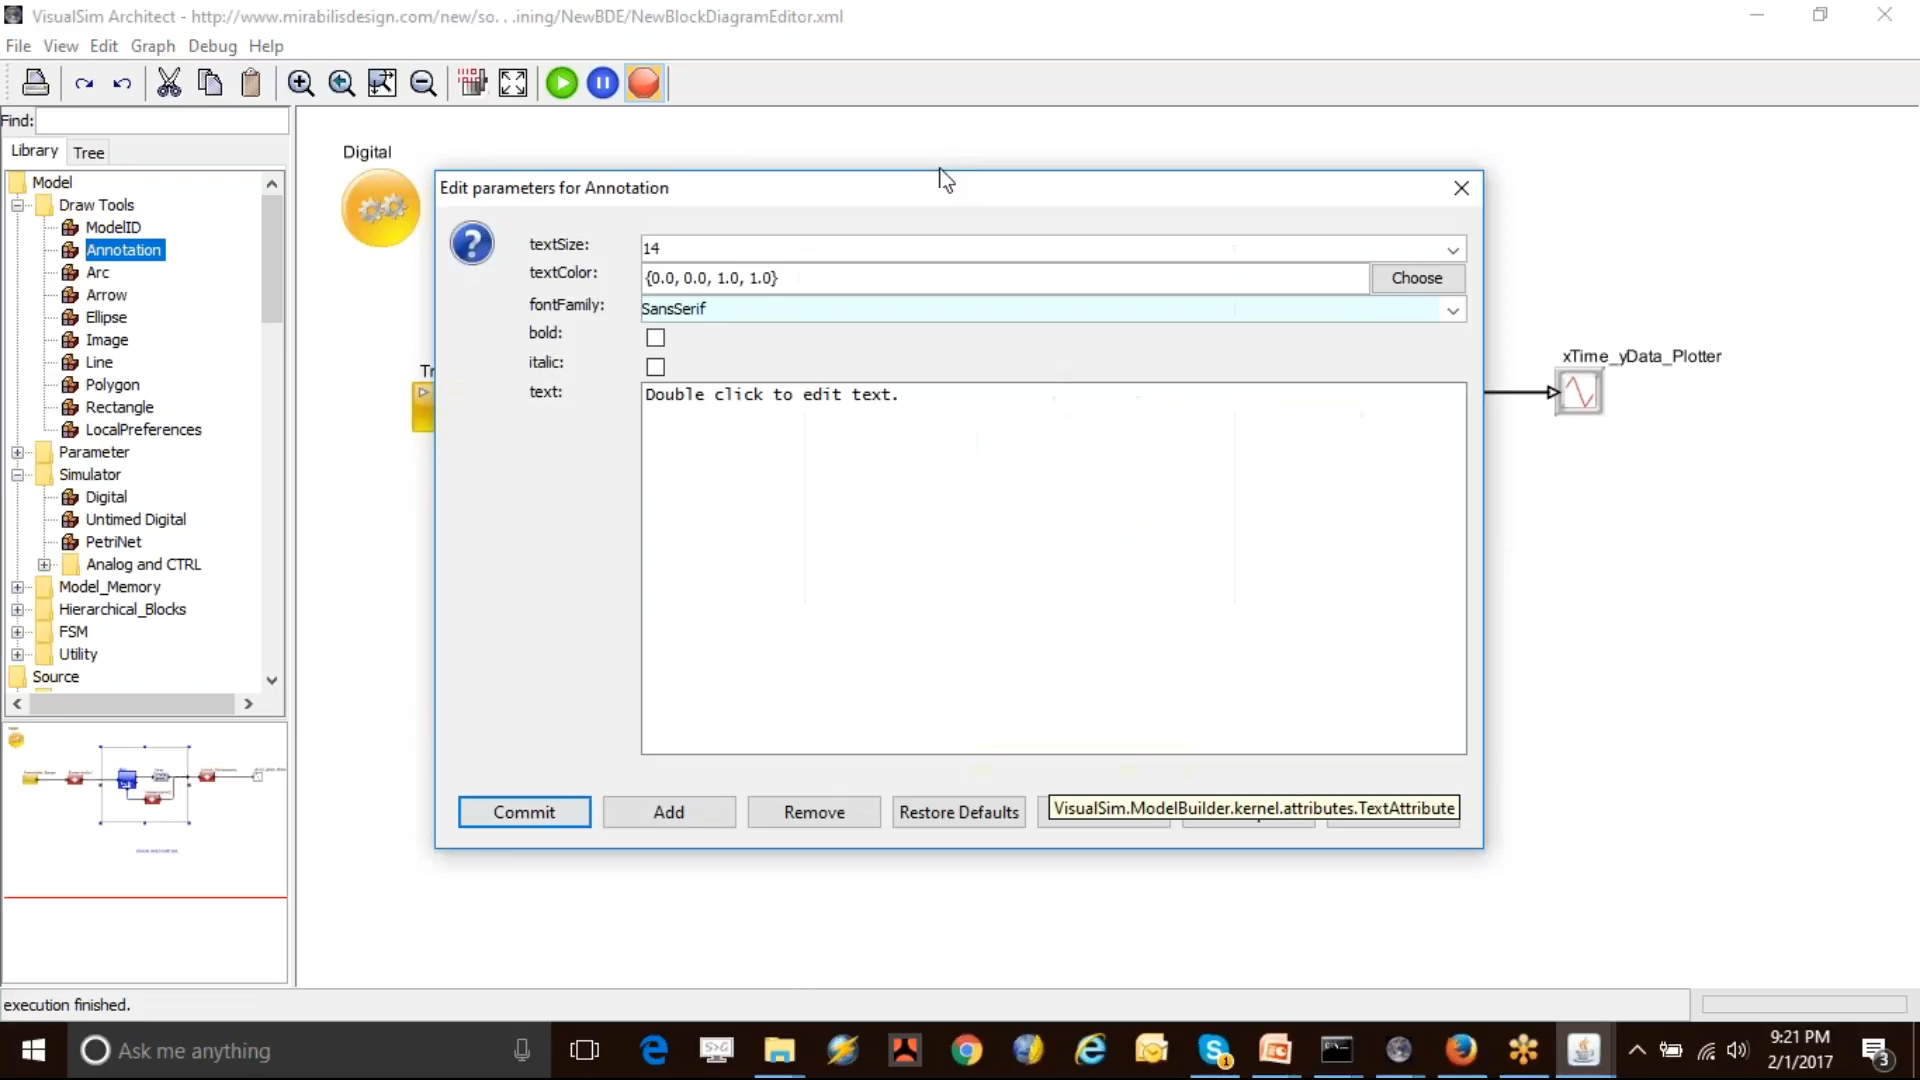 VisualSim Architect - http://www.mirabilisdesign.com/new/so. . .ining/NewBDE/NewBlockDiagramEditor.xml
File View Edit Graph Debug Help
Find:
Library Tree
Model
Draw Tools
ModelID
Annotation
Arc
Arrow
Ellipse
Image
Line
Polygon
Rectangle
LocalPreferences
Parameter
Simulator
Digital
Untimed Digital
PetriNet
Analog and CTRL
Model_Memory
Hierarchical_Blocks
FSM
Utility
Source
Digital
Tr
xTime_yData_Plotter
Edit parameters for Annotation
textSize: 14
textColor: {0.0, 0.0, 1.0, 1.0} Choose
fontFamily: SansSerif
bold:
italic:
text: Double click to edit text.
Commit Add Remove Restore Defaults
VisualSim.ModelBuilder.kernel.attributes.TextAttribute
execution finished.
Ask me anything
9:21 PM
2/1/2017
1
3